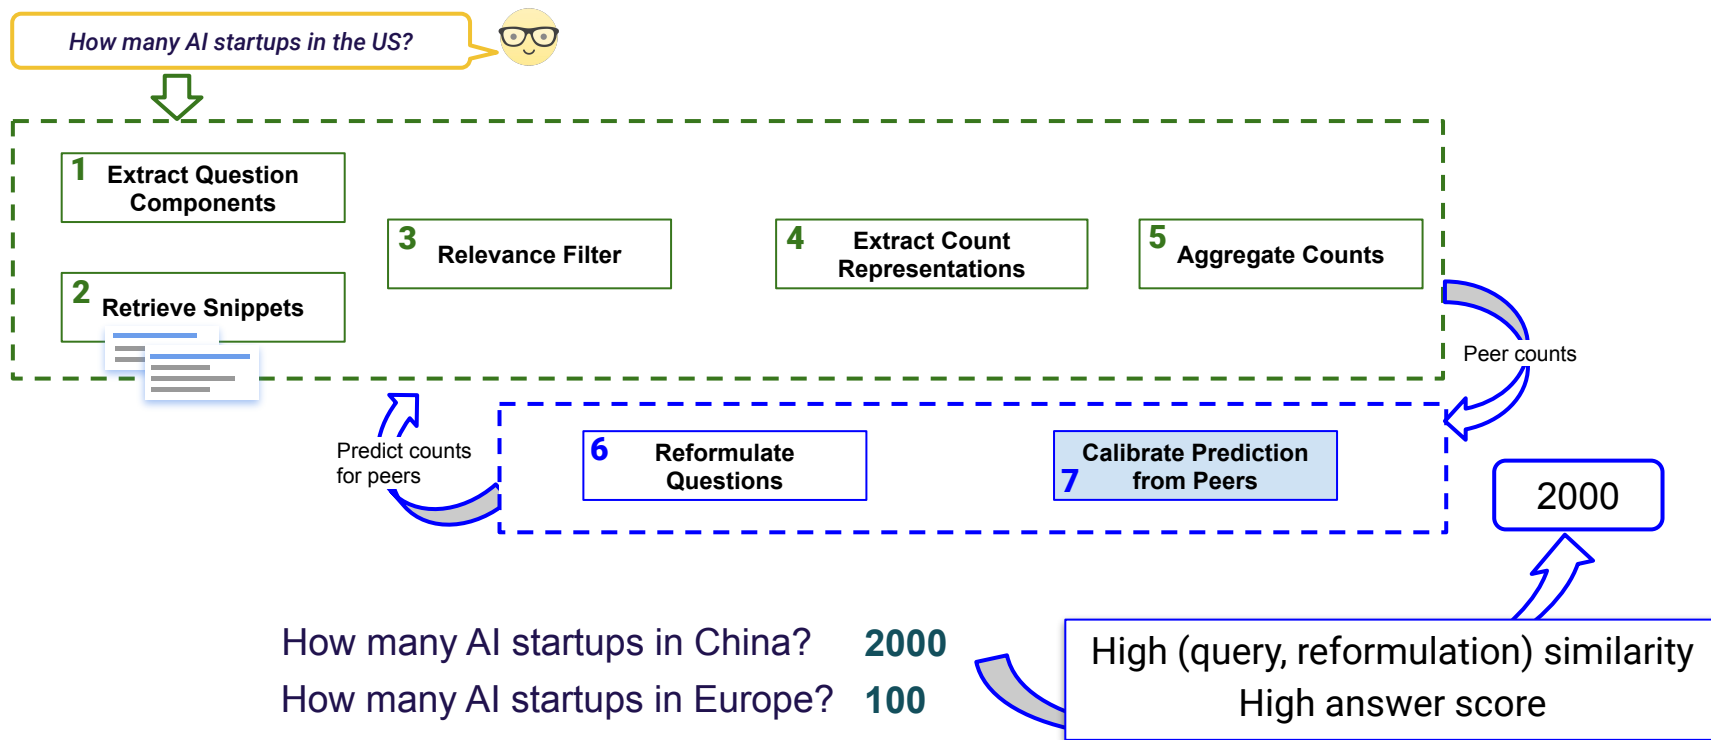 How many AI startups in the US?
1 Extract Question
Components
2 Retrieve Snippets
3 Relevance Filter
4 Extract Count
Representations
5 Aggregate Counts
Peer counts
Predict counts
for peers
6 Reformulate
Questions
Calibrate Prediction
7 from Peers
2000
How many AI startups in China? 2000
How many AI startups in Europe? 100
High (query, reformulation) similarity
High answer score